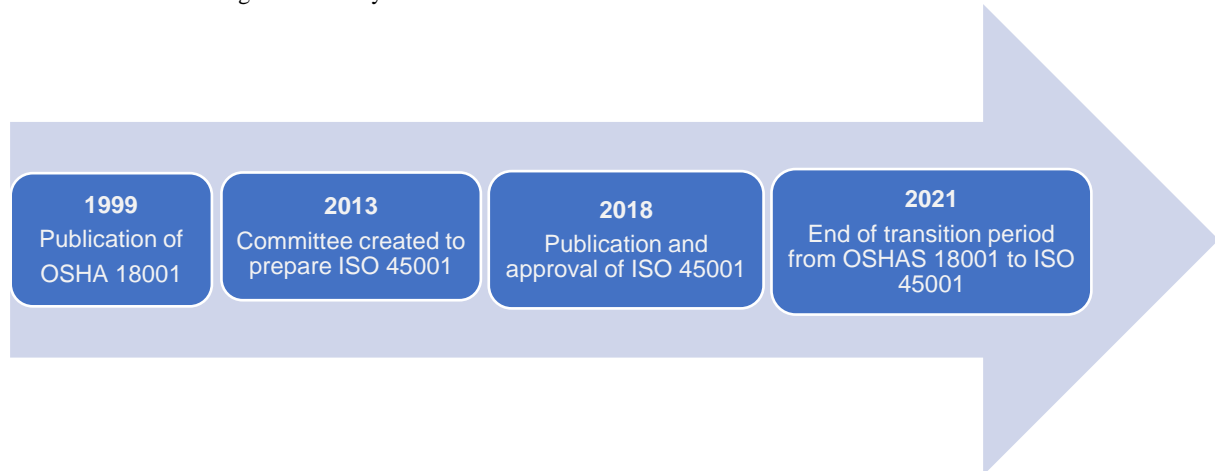 1999
Publication of
OSHA 18001
2013
Committee created to
prepare ISO 45001
2018
Publication and
approval of ISO 45001
2021
End of transition period
from OSHAS 18001 to ISO
45001